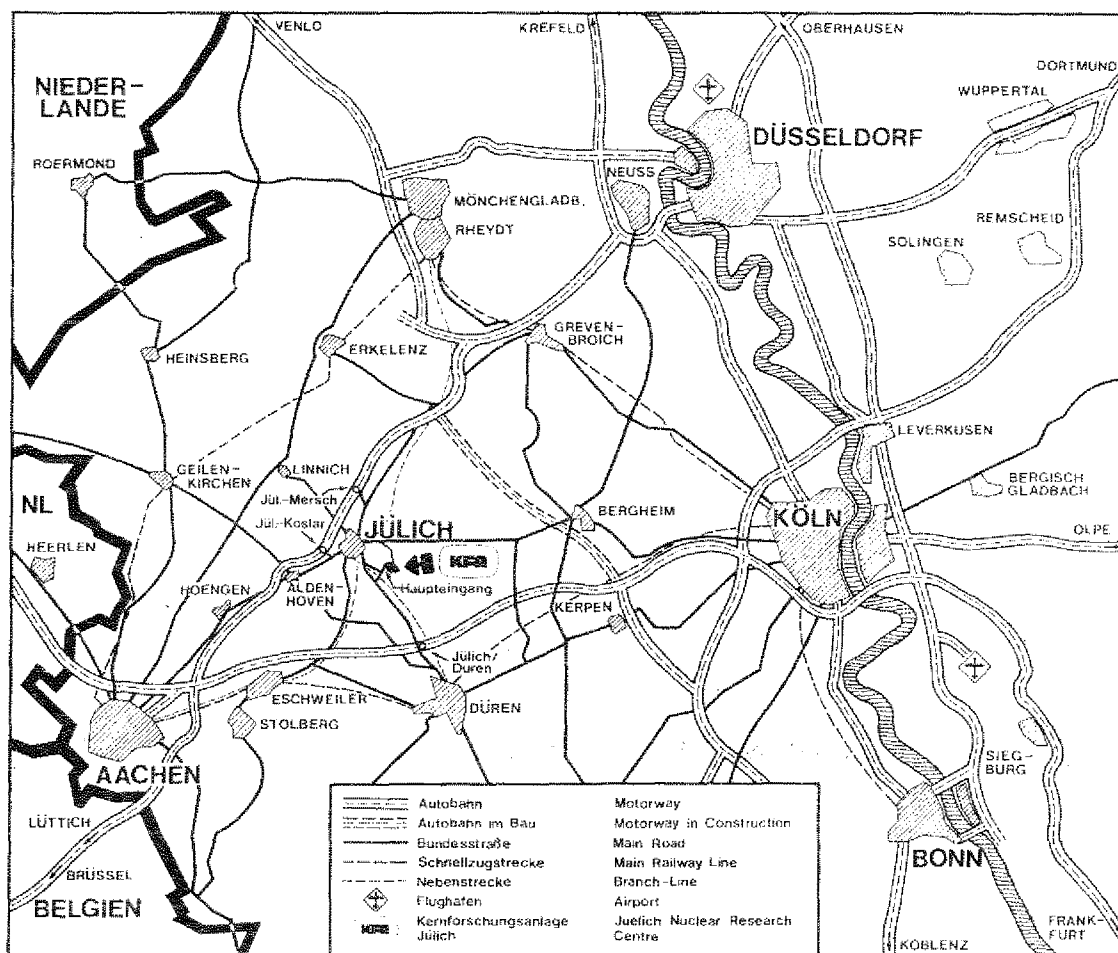 VENLO
KREFELD
OBERHAUSEN
DORTMUND
WUPPERTAL
NIEDER-
LANDE
DÜSSELDORF
ROERMOND
NEUSS
MÖNCHENGLADB.
RHEYDT
REMSCHEID
SOLINGEN
GREVEN-
BROICH
ERKELENZ
HEINSBERG
LEVERKUSEN
GEILEN-
KIRCHEN
LINNICH
BERGISCH
GLADBACH
NL
Jül.-Mersch
Jül.-Koslar
JÜLICH
BERGHEIM
KÖLN
OLPE
HEERLEN
KFA
HOENGEN
ALDEN-
HOVEN
Haupteingang
KERPEN
Jülich/
Düren
ESCHWEILER
DÜREN
STOLBERG
SIEG-
BURG
AACHEN
LÜTTICH
BRÜSSEL
BELGIEN
BONN
KOBLENZ
FRANK-
FURT
Autobahn Motorway
Autobahn im Bau Motorway in Construction
Bundesstraße Main Road
Schnellzugstrecke Main Railway Line
Nebenstrecke Branch-Line
Flughafen Airport
KFA Kernforschungsanlage Juelich Nuclear Research
Jülich Centre